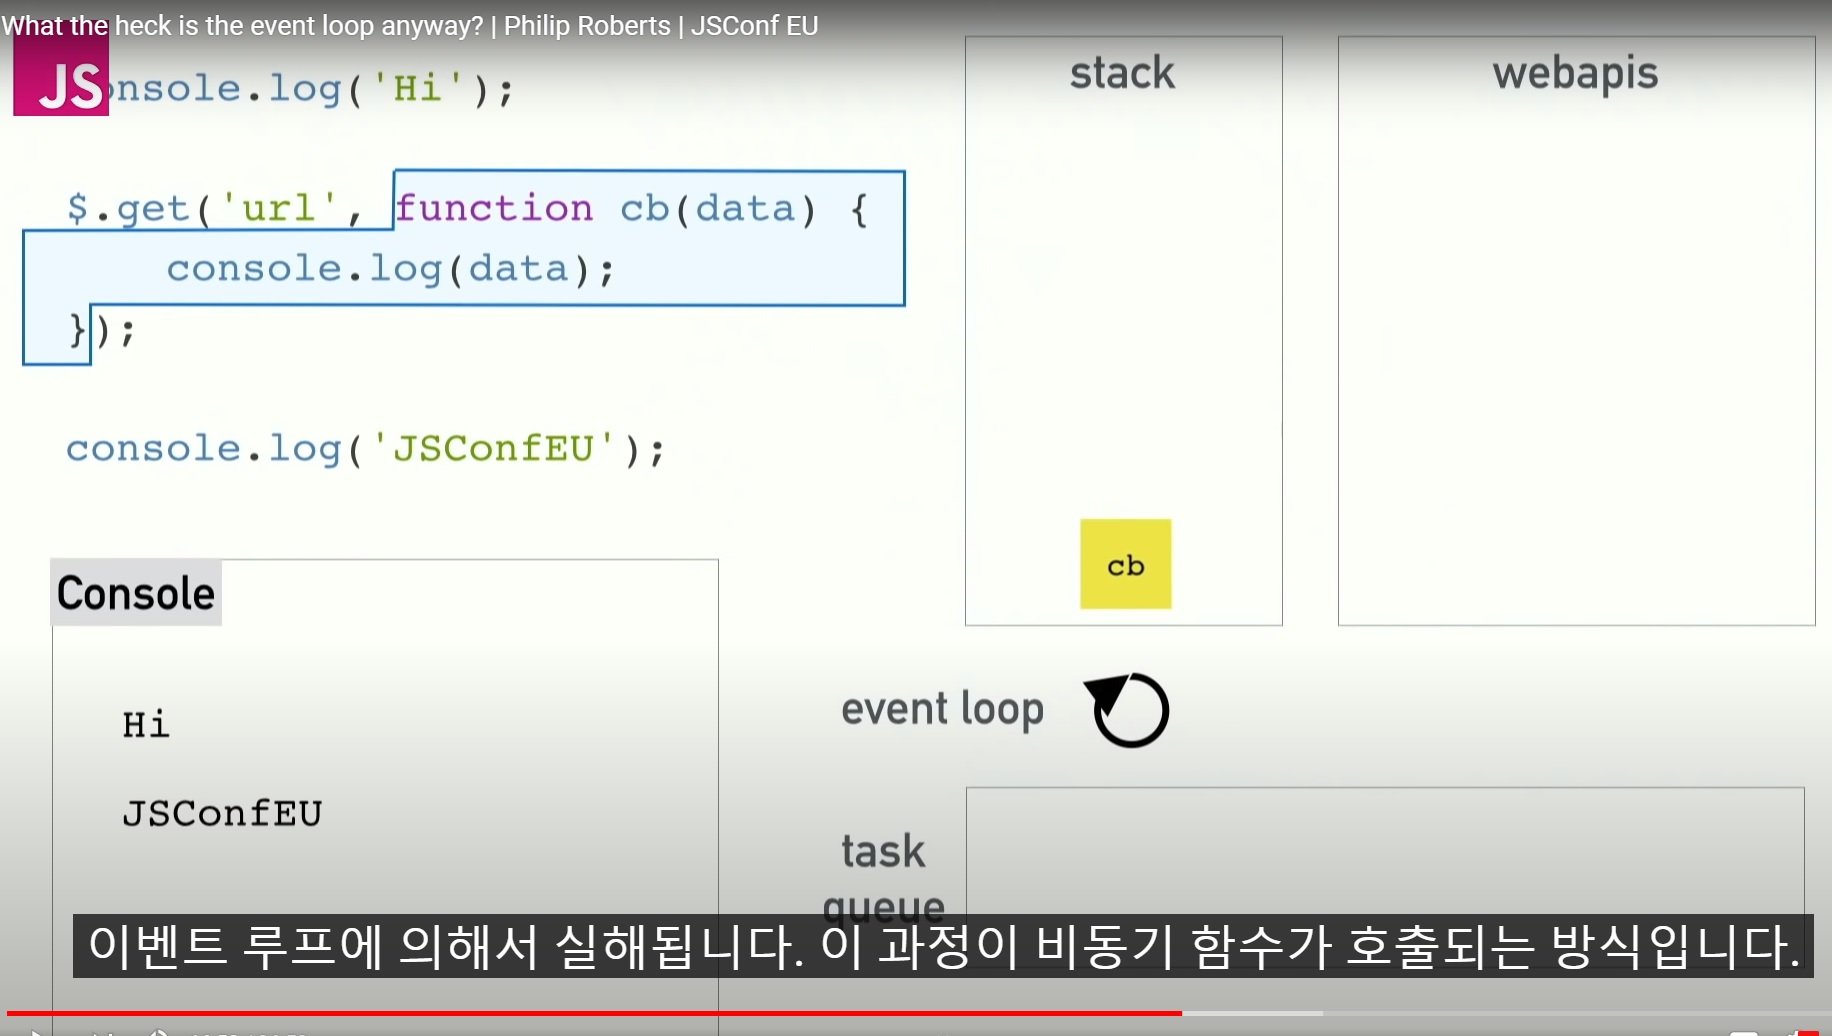 What the heck is the event loop anyway? | Philip Roberts | JSConf EU
JS
onsole.log('Hi');
$.get('url', function cb(data) {
console.log(data);
});
console.log('JSConfEU');
stack
webapis
cb
Console
Hi
JSConfEU
event loop
task
queue
이벤트 루프에 의해서 실해됩니다. 이 과정이 비동기 함수가 호출되는 방식입니다.